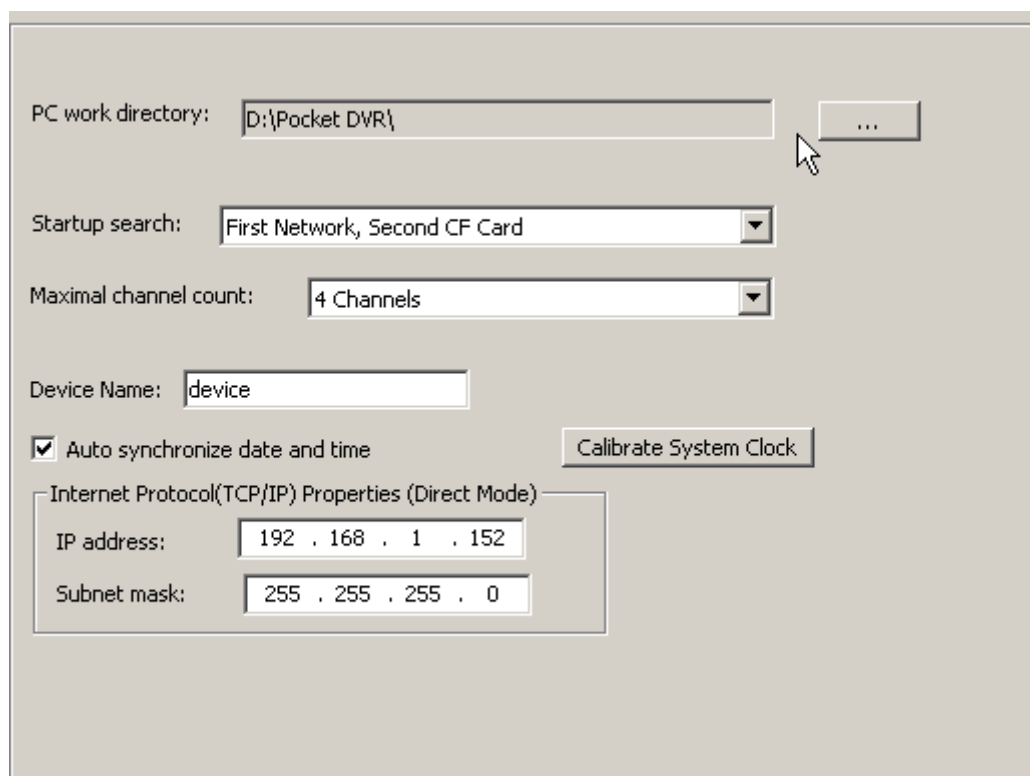 PC work directory: D:\Pocket DVR\ ...
Startup search: First Network, Second CF Card
Maximal channel count: 4 Channels
Device Name: device
Auto synchronize date and time Calibrate System Clock
Internet Protocol(TCP/IP) Properties (Direct Mode)
IP address: 192 . 168 . 1 . 152
Subnet mask: 255 . 255 . 255 . 0